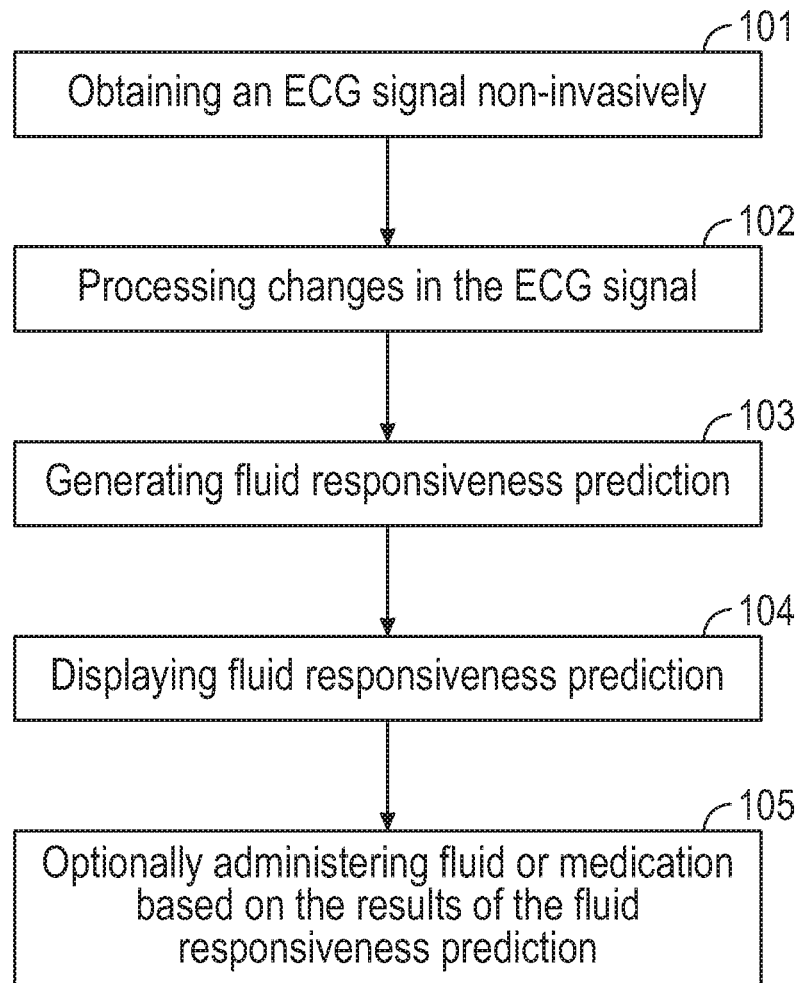 101
Obtaining an ECG signal non-invasively
102
Processing changes in the ECG signal
103
Generating fluid responsiveness prediction
104
Displaying fluid responsiveness prediction
105
Optionally administering fluid or medication
based on the results of the fluid
responsiveness prediction